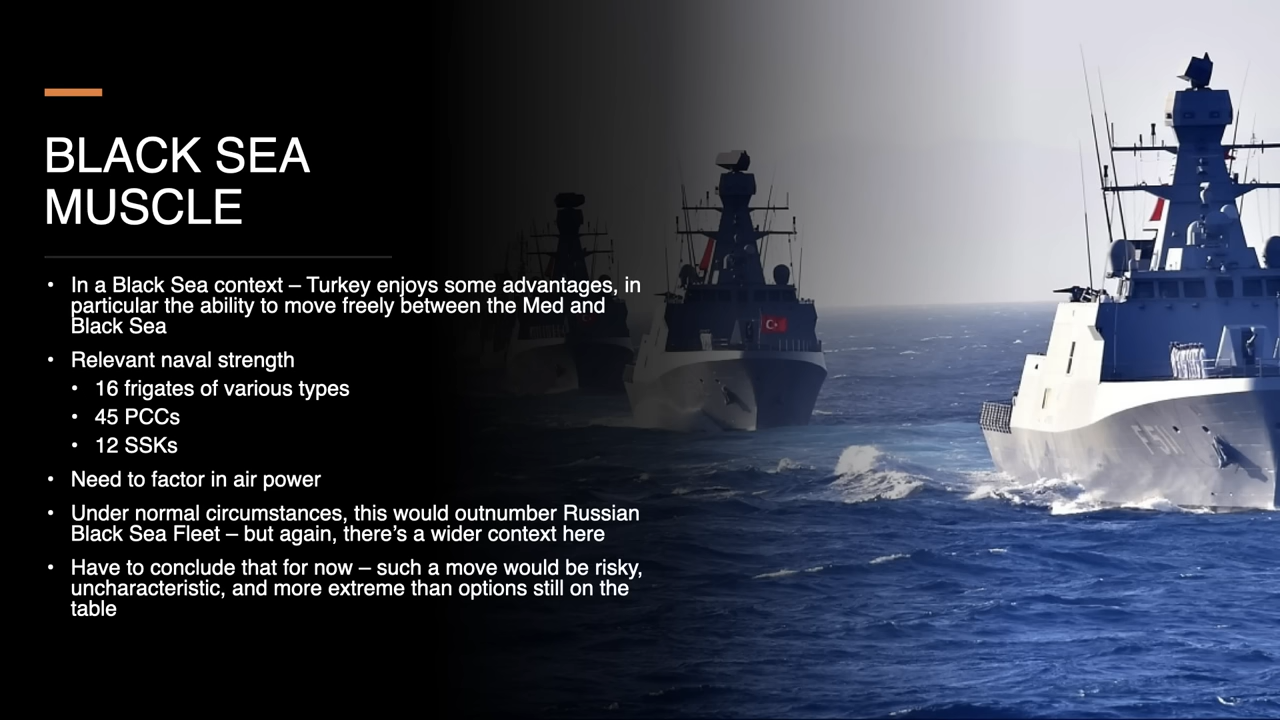 BLACK SEA
MUSCLE
• In a Black Sea context – Turkey enjoys some advantages, in
particular the ability to move freely between the Med and
Black Sea
• Relevant naval strength
• 16 frigates of various types
• 45 PCCs
• 12 SSKs
• Need to factor in air power
• Under normal circumstances, this would outnumber Russian
Black Sea Fleet – but again, there’s a wider context here
• Have to conclude that for now – such a move would be risky,
uncharacteristic, and more extreme than options still on the
table